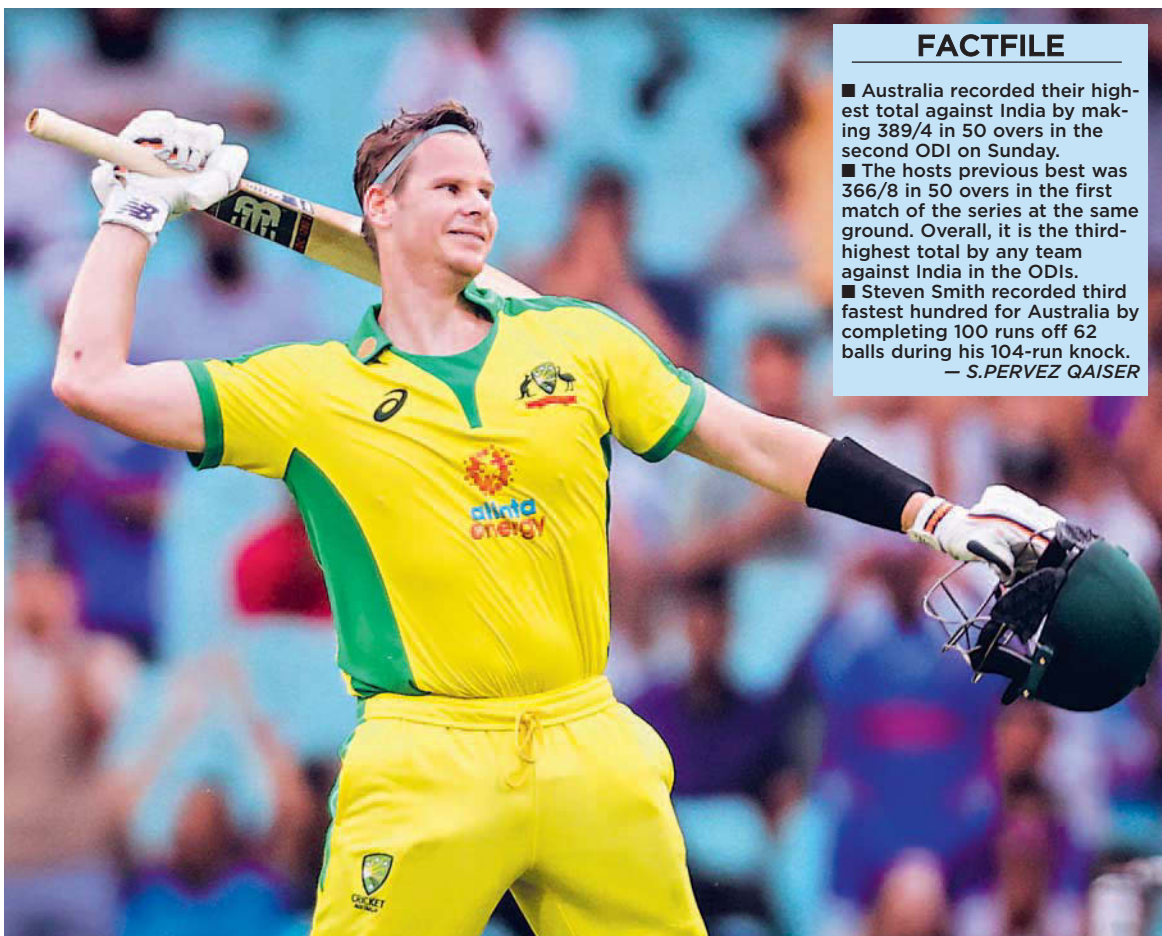 FACTFILE
■ Australia recorded their high-
est total against India by mak-
ing 389/4 in 50 overs in the
second ODI on Sunday.
■ The hosts previous best was
366/8 in 50 overs in the first
match of the series at the same
ground. Overall, it is the third-
highest total by any team
against India in the ODIs.
■ Steven Smith recorded third
fastest hundred for Australia by
completing 100 runs off 62
balls during his 104-run knock.
— S.PERVEZ QAISER
NB
alinta
energy
CRICKET
AUSTRALIA